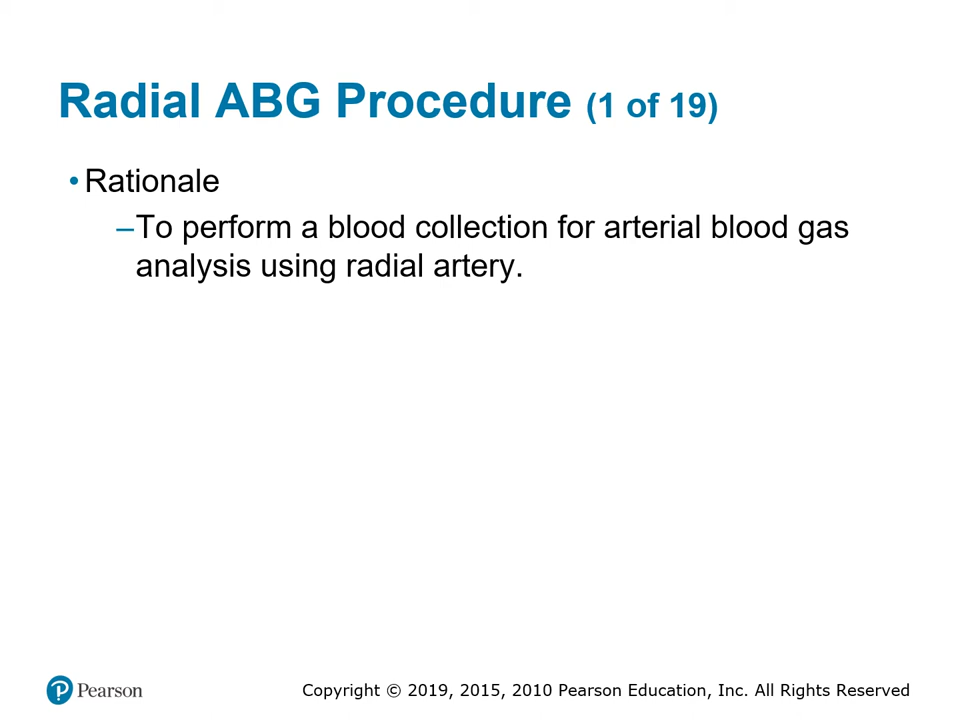 Radial ABG Procedure (1 of 19)
• Rationale
–To perform a blood collection for arterial blood gas
analysis using radial artery.
Pearson
Copyright © 2019, 2015, 2010 Pearson Education, Inc. All Rights Reserved